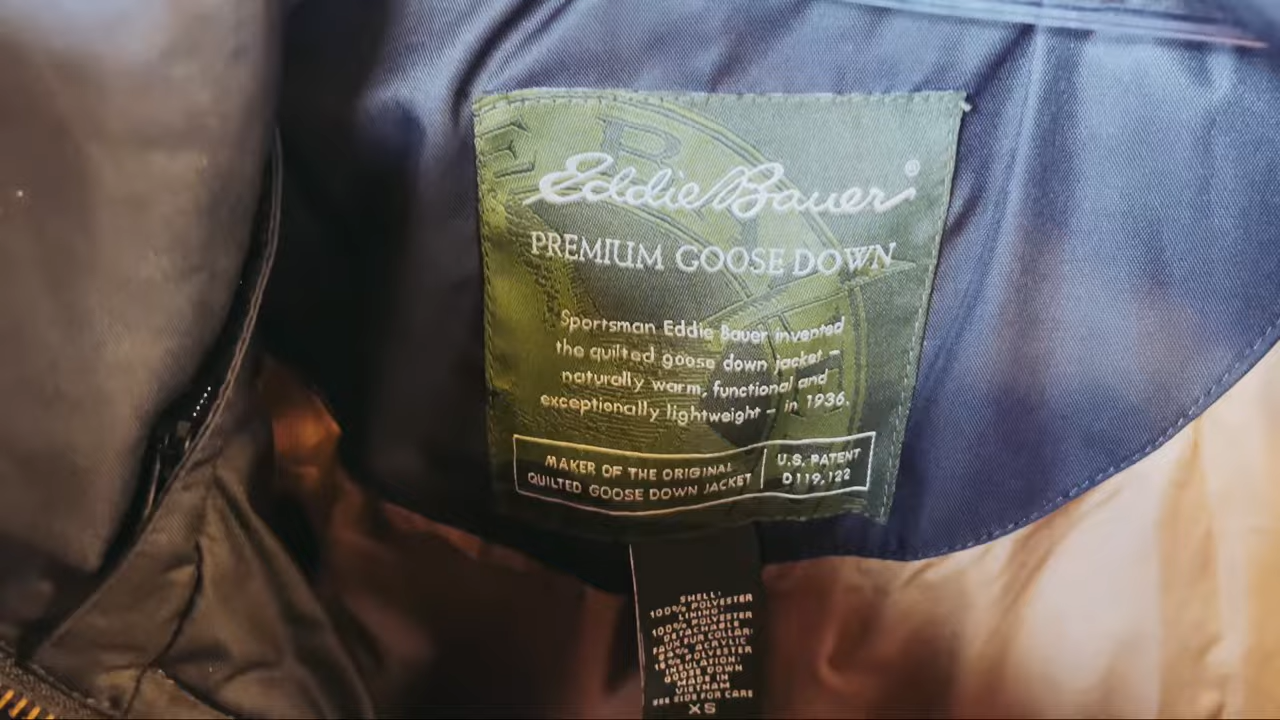 Eddie Bauer®
PREMIUM GOOSE DOWN
Sportsman Eddie Bauer invented
the quilted goose down jacket –
naturally warm, functional and
exceptionally lightweight – in 1936.
MAKER OF THE ORIGINAL
QUILTED GOOSE DOWN JACKET
U.S. PATENT
D119,122
SHELL:
100% POLYESTER
LINING:
100% POLYESTER
DETACHABLE
FAUX FUR COLLAR:
ACRYLIC
POLYESTER
INSULATION:
GOOSE DOWN
MADE IN
VIETNAM
SEE SIDE FOR CARE
XS